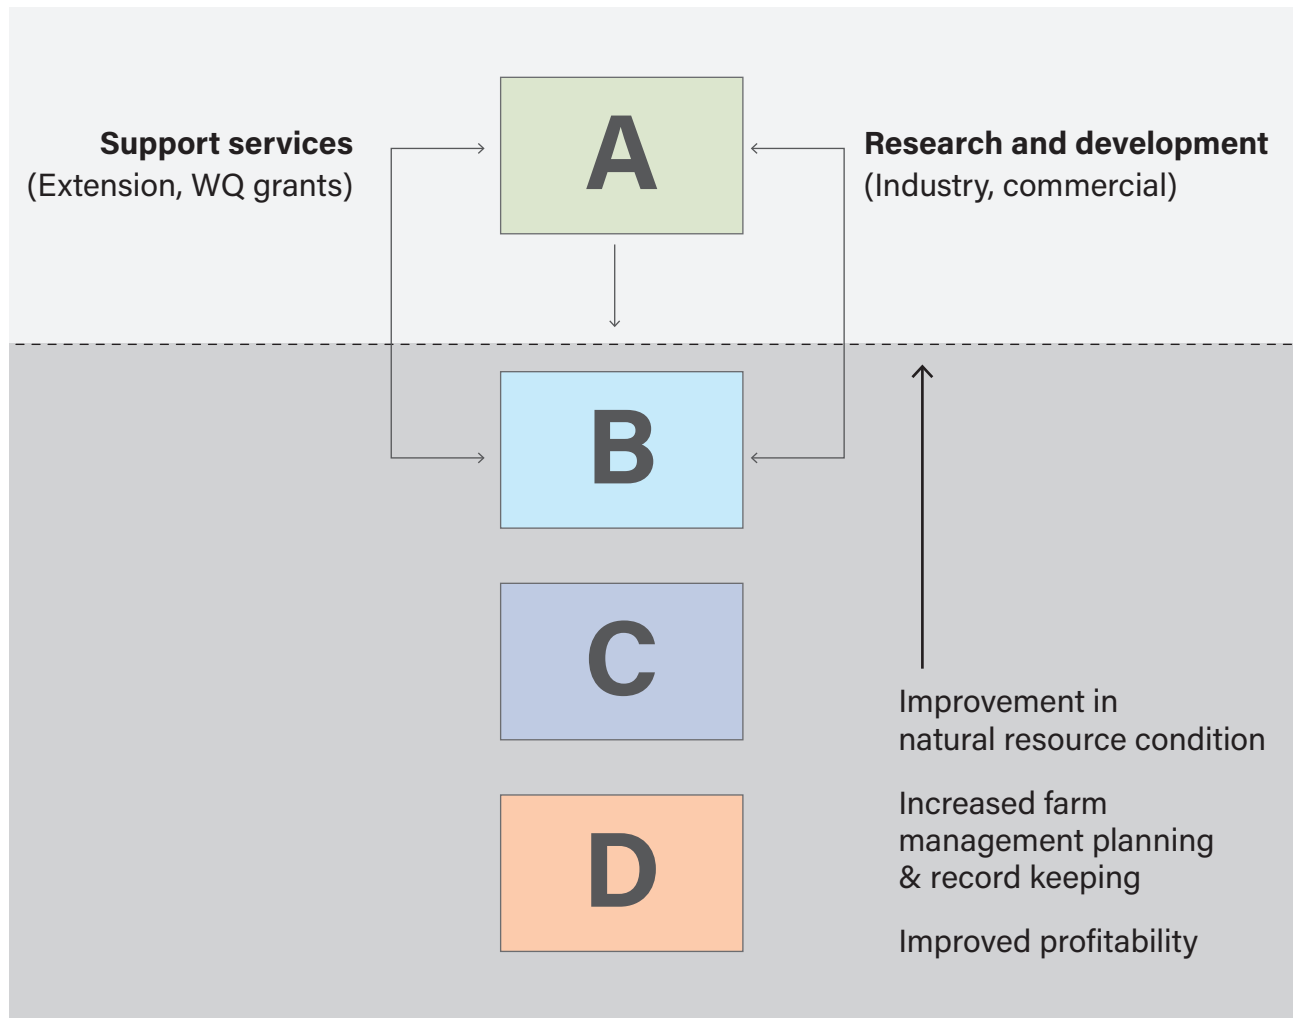 A
Support services
(Extension, WQ grants)
Research and development
(Industry, commercial)
B
C
D
Improvement in
natural resource condition
Increased farm
management planning
& record keeping
Improved profitability